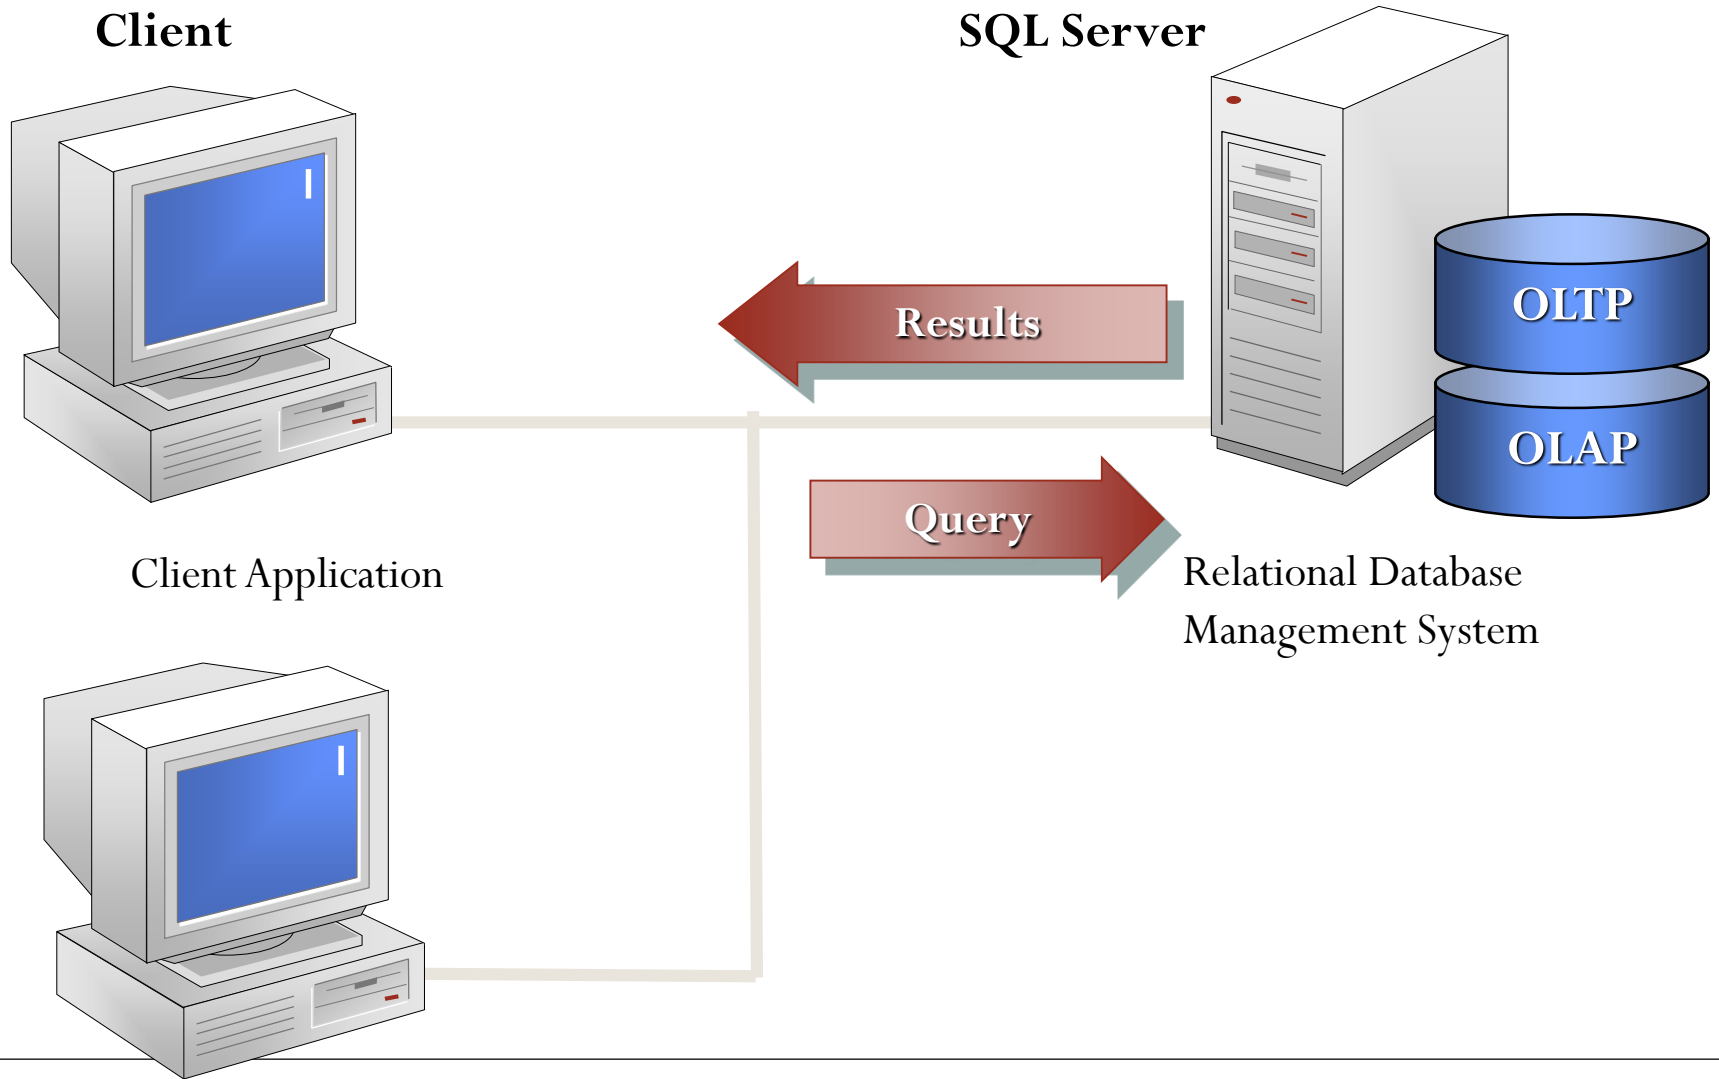 Client
SQL Server
Results
OLTP
OLAP
Query
Client Application
Relational Database
Management System